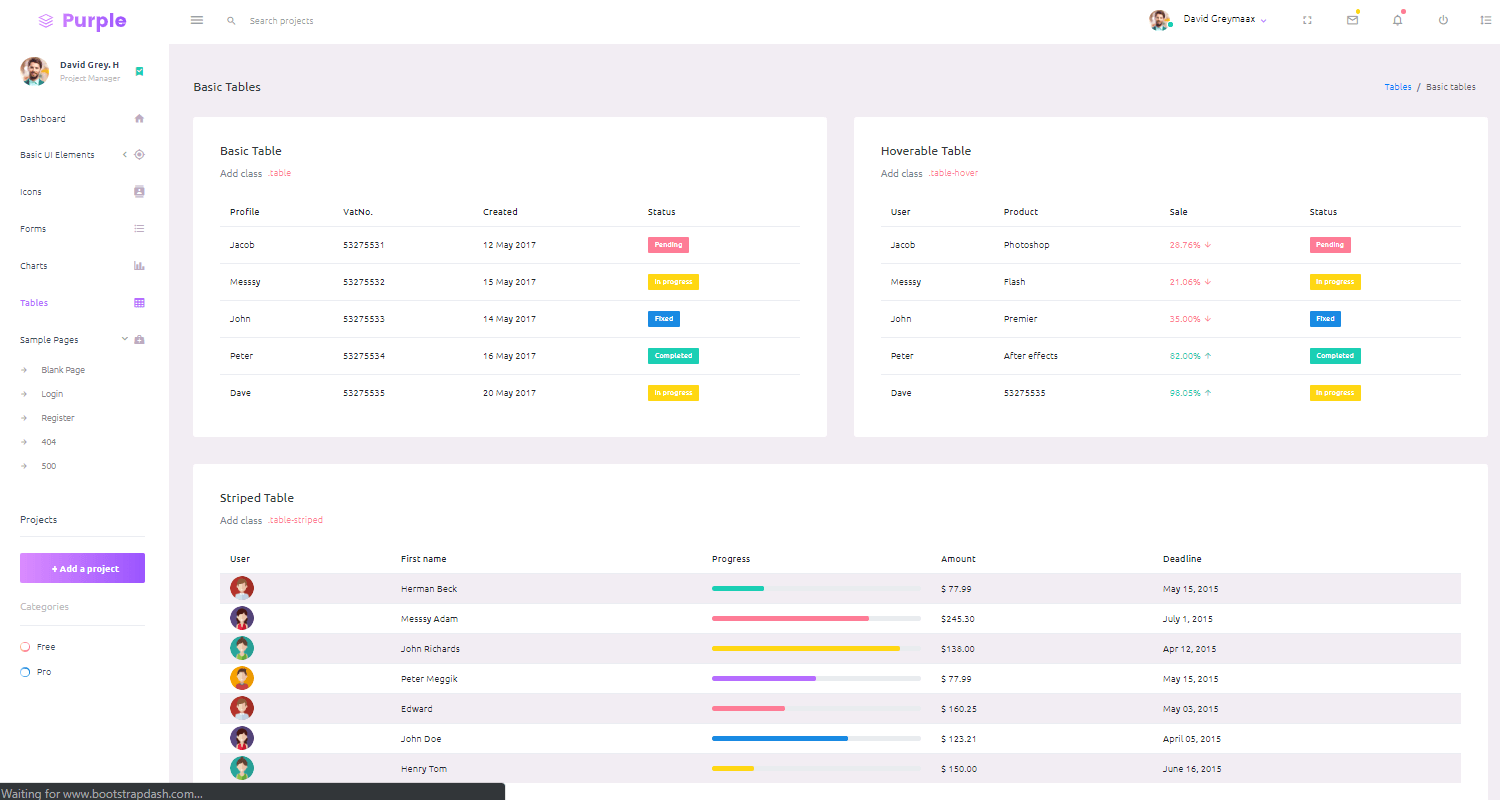 Purple
Search projects
David Greymaax
David Grey. H
Project Manager
Dashboard
Basic UI Elements
Icons
Forms
Charts
Tables
Sample Pages
Blank Page
Login
Register
404
500
Projects
+ Add a project
Categories
Free
Pro
Basic Tables
Tables / Basic tables
Basic Table
Add class .table
Profile VatNo. Created Status
Jacob 53275531 12 May 2017 Pending
Messsy 53275532 15 May 2017 In progress
John 53275533 14 May 2017 Fixed
Peter 53275534 16 May 2017 Completed
Dave 53275535 20 May 2017 In progress
Hoverable Table
Add class .table-hover
User Product Sale Status
Jacob Photoshop 28.76% ↓ Pending
Messsy Flash 21.06% ↓ In progress
John Premier 35.00% ↓ Fixed
Peter After effects 82.00% ↑ Completed
Dave 53275535 98.05% ↑ In progress
Striped Table
Add class .table-striped
User First name Progress Amount Deadline
Herman Beck $ 77.99 May 15, 2015
Messsy Adam $245.30 July 1, 2015
John Richards $138.00 Apr 12, 2015
Peter Meggik $ 77.99 May 15, 2015
Edward $ 160.25 May 03, 2015
John Doe $ 123.21 April 05, 2015
Henry Tom $ 150.00 June 16, 2015
Waiting for www.bootstrapdash.com...